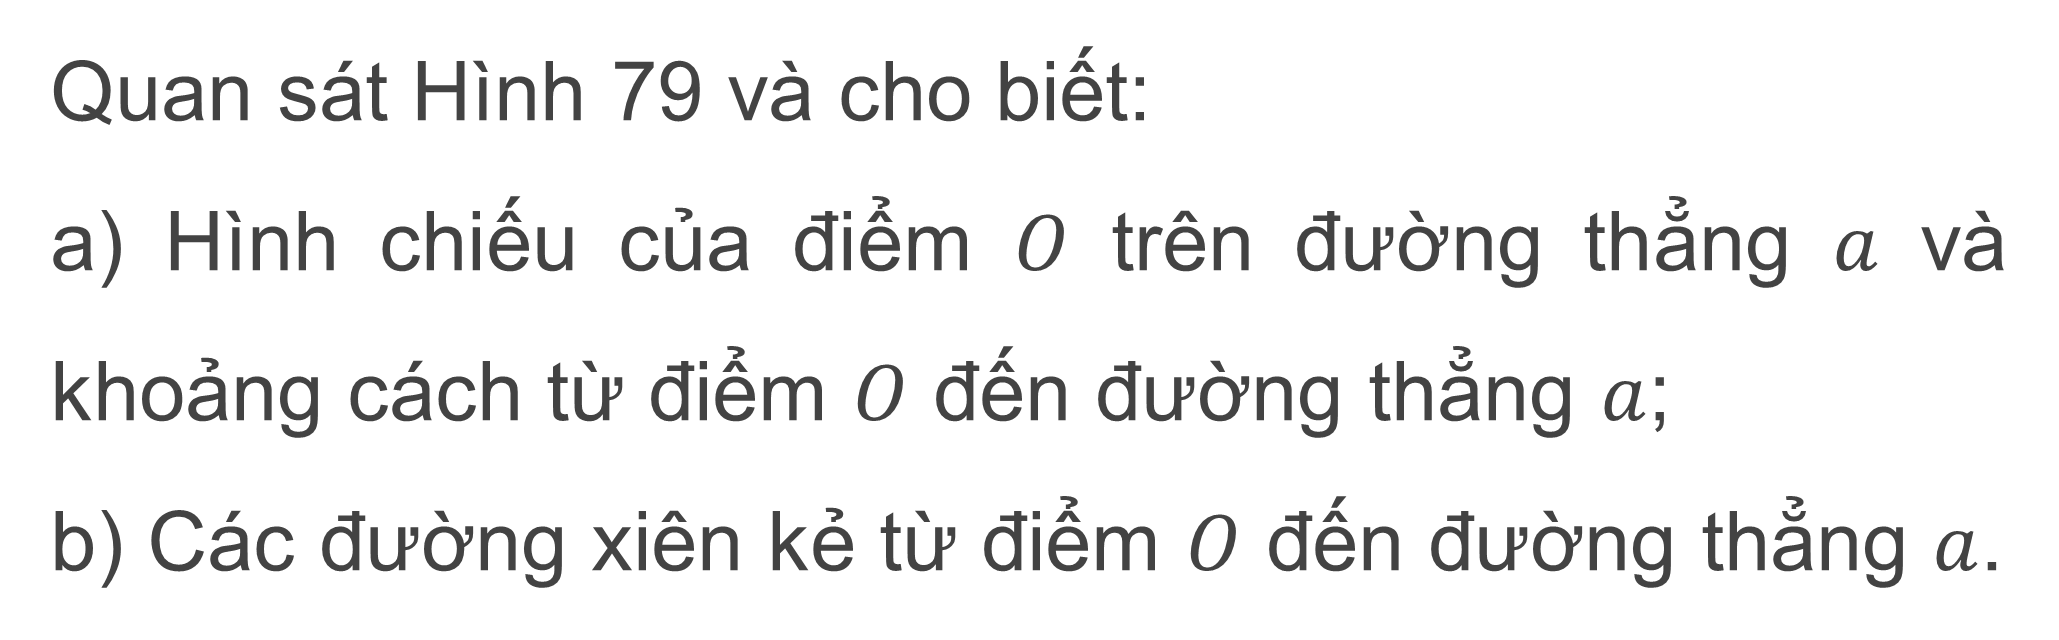 Quan sát Hình 79 và cho biết:
a) Hình chiếu của điểm O trên đường thẳng a và
khoảng cách từ điểm O đến đường thẳng a;
b) Các đường xiên kẻ từ điểm O đến đường thẳng a.